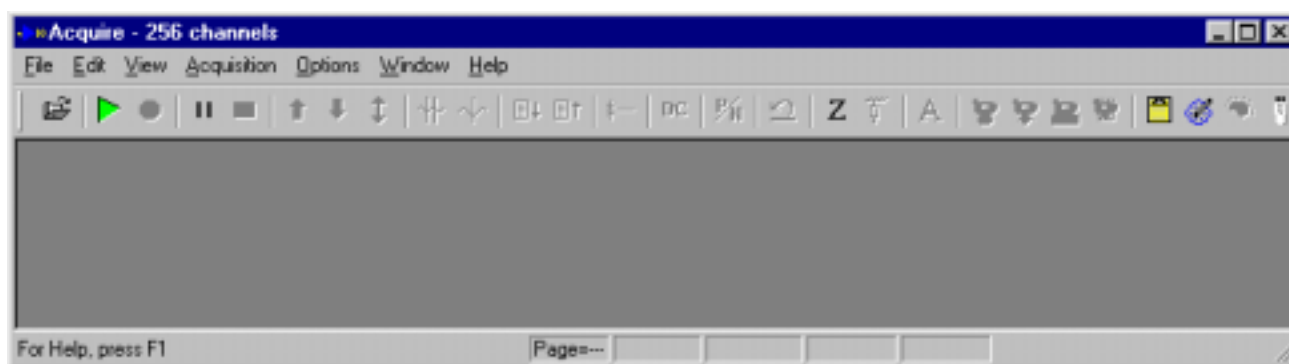 Acquire - 256 channels
File Edit View Acquisition Options Window Help
DC P/N Z A
For Help, press F1 Page=---